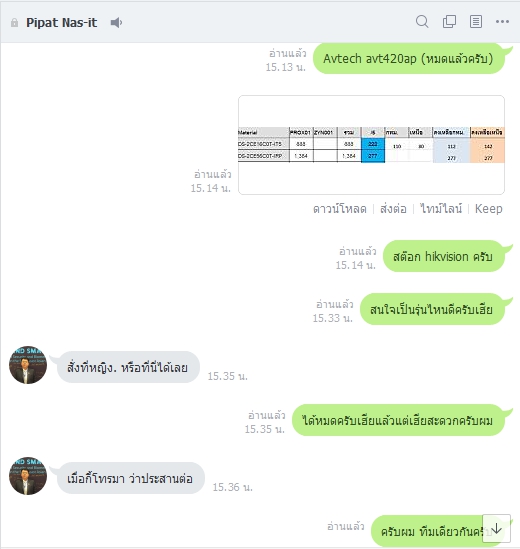 Pipat Nas-it
Avtech avt420ap (หมดแล้วครับ)
อ่านแล้ว
15.13 น.
Material PROX01 ZYN001 รวม /6 กทม. เหนือ คงเหลือกทม. คงเหลือเหนือ
DS-2CE16C0T-IT5 888 888 222 110 80 112 142
DS-2CE56C0T-IRP 1,384 1,384 277 277 277
อ่านแล้ว
15.14 น.
ดาวน์โหลด | ส่งต่อ | ไทม์ไลน์ | Keep
อ่านแล้ว
15.14 น.
สต๊อก hikvision ครับ
อ่านแล้ว
15.33 น.
สนใจเป็นรุ่นไหนดีครับเฮีย
สั่งที่หญิง. หรือที่นี่ได้เลย
15.35 น.
อ่านแล้ว
15.35 น.
ได้หมดครับเฮียแล้วแต่เฮียสะดวกครับผม
เมื่อกี้โทรมา ว่าประสานต่อ
15.36 น.
อ่านแล้ว
ครับผม ทีมเดียวกันครับ